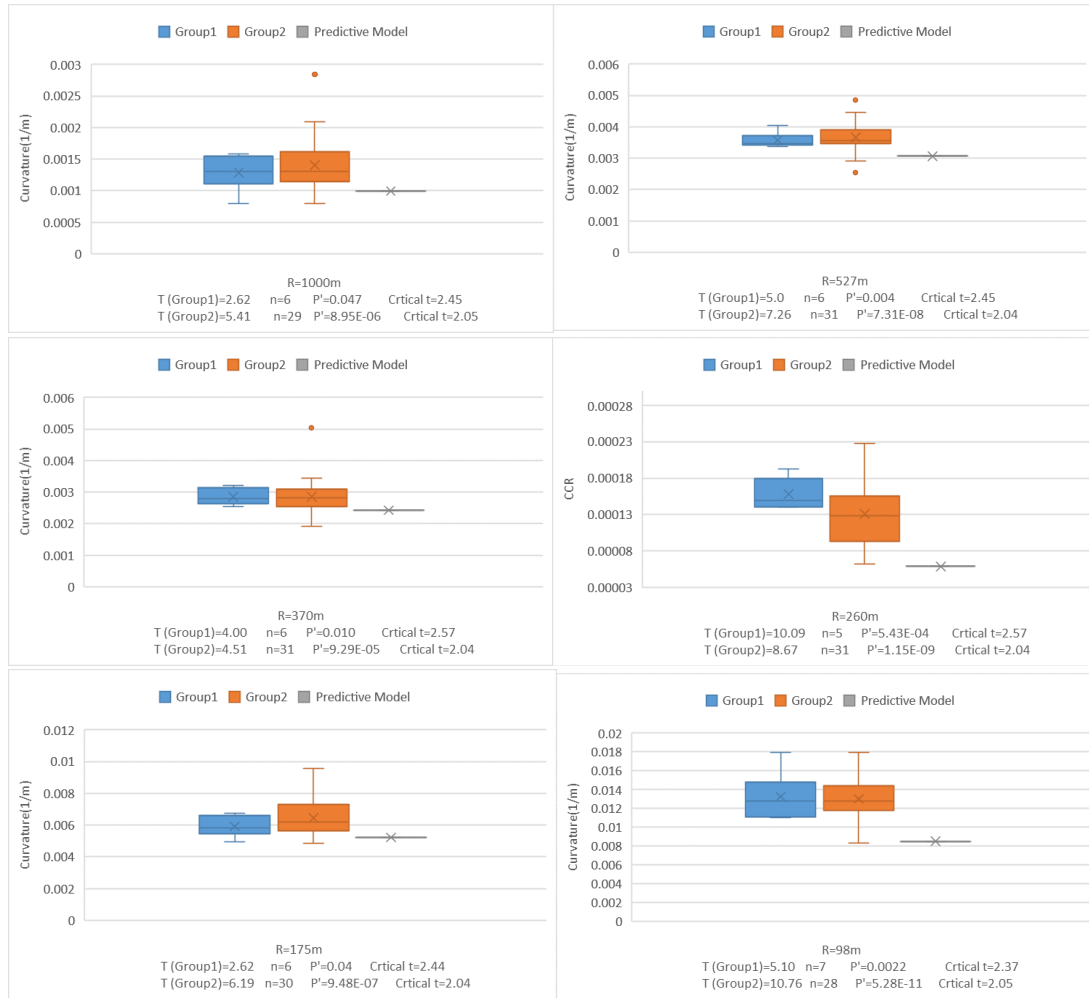 Group1 Group2 Predictive Model
Curvature(1/m)
0.003
0.0025
0.002
0.0015
0.001
0.0005
0
R=1000m
T (Group1)=2.62 n=6 P'=0.047 Crtical t=2.45
T (Group2)=5.41 n=29 P'=8.95E-06 Crtical t=2.05
Group1 Group2 Predictive Model
Curvature(1/m)
0.006
0.005
0.004
0.003
0.002
0.001
0
R=527m
T (Group1)=5.0 n=6 P'=0.004 Crtical t=2.45
T (Group2)=7.26 n=31 P'=7.31E-08 Crtical t=2.04
Group1 Group2 Predictive Model
Curvature(1/m)
0.006
0.005
0.004
0.003
0.002
0.001
0
R=370m
T (Group1)=4.00 n=6 P'=0.010 Crtical t=2.57
T (Group2)=4.51 n=31 P'=9.29E-05 Crtical t=2.04
Group1 Group2 Predictive Model
CCR
0.00028
0.00023
0.00018
0.00013
0.00008
0.00003
R=260m
T (Group1)=10.09 n=5 P'=5.43E-04 Crtical t=2.57
T (Group2)=8.67 n=31 P'=1.15E-09 Crtical t=2.04
Group1 Group2 Predictive Model
Curvature(1/m)
0.012
0.01
0.008
0.006
0.004
0.002
0
R=175m
T (Group1)=2.62 n=6 P'=0.04 Crtical t=2.44
T (Group2)=6.19 n=30 P'=9.48E-07 Crtical t=2.04
Group1 Group2 Predictive Model
Curvature(1/m)
0.02
0.018
0.016
0.014
0.012
0.01
0.008
0.006
0.004
0.002
0
R=98m
T (Group1)=5.10 n=7 P'=0.0022 Crtical t=2.37
T (Group2)=10.76 n=28 P'=5.28E-11 Crtical t=2.05